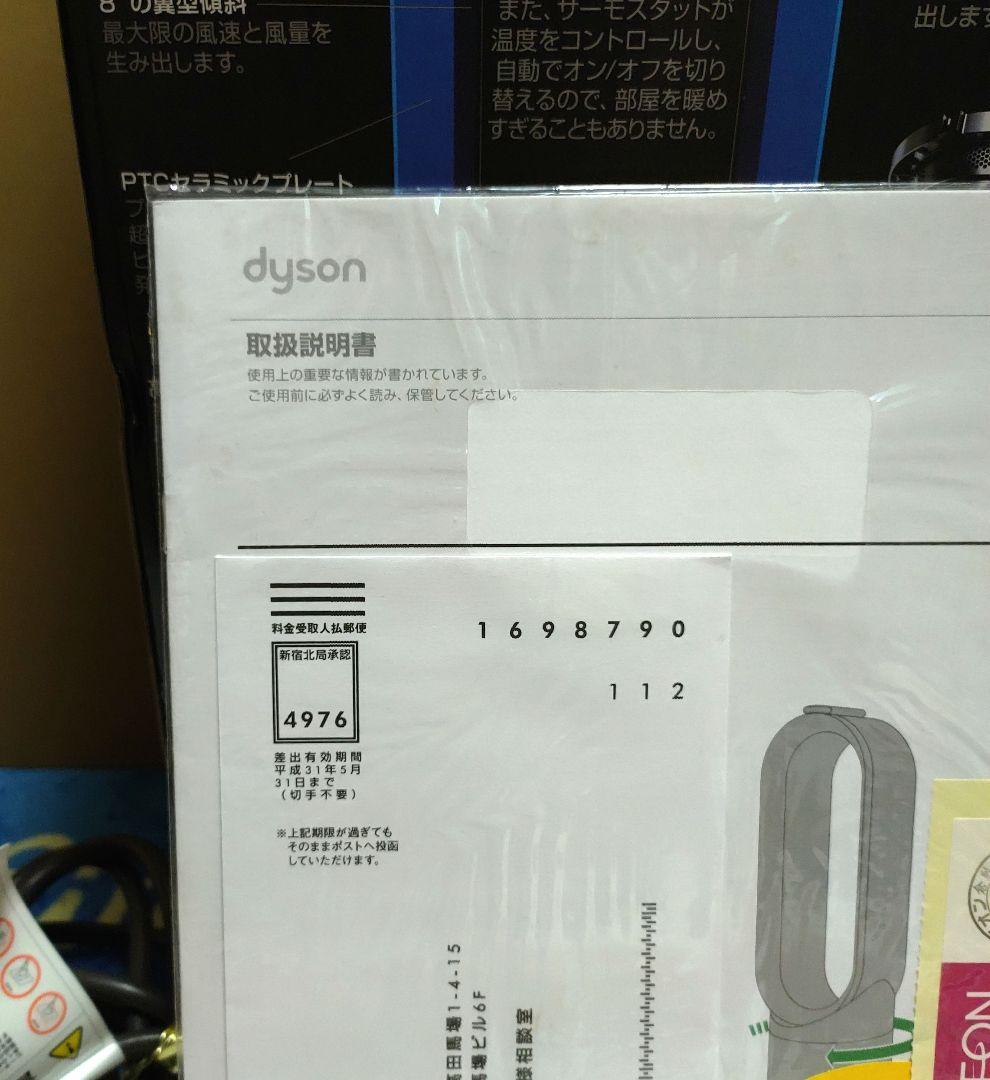 8°の翼型傾斜
最大限の風速と風量を
生み出します。
また、サーモスタットが
温度をコントロールし、
自動でオン/オフを切り
替えるので、部屋を暖め
すぎることもありません。
出します
PTCセラミックプレート
dyson
取扱説明書
使用上の重要な情報が書かれています。
ご使用前に必ずよく読み、保管してください。
料金受取人払郵便
新宿北局承認
4976
差出有効期間
平成31年5月
31日まで
（切手不要）
※上記期限が過ぎても
そのままポストへ投函
していただけます。
1698790
112
高田馬場1-4-15
馬場ビル6F
様相談室
EON